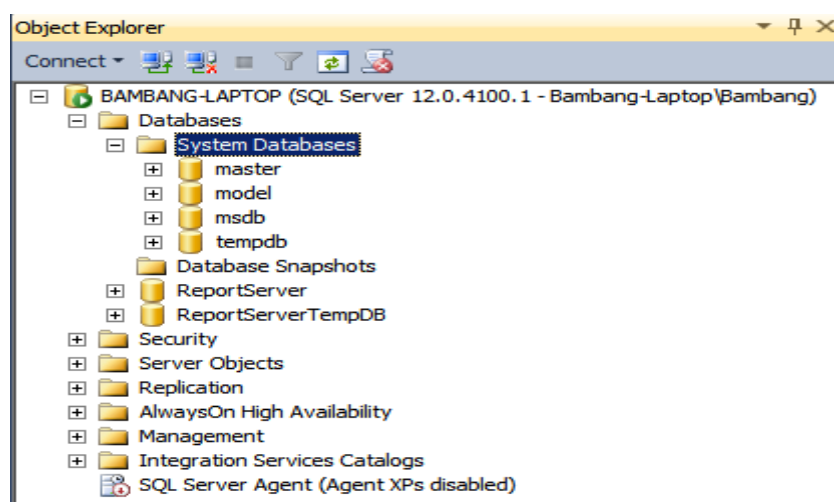 Object Explorer
Connect
BAMBANG-LAPTOP (SQL Server 12.0.4100.1 - Bambang-Laptop\Bambang)
Databases
System Databases
master
model
msdb
tempdb
Database Snapshots
ReportServer
ReportServerTempDB
Security
Server Objects
Replication
AlwaysOn High Availability
Management
Integration Services Catalogs
SQL Server Agent (Agent XPs disabled)